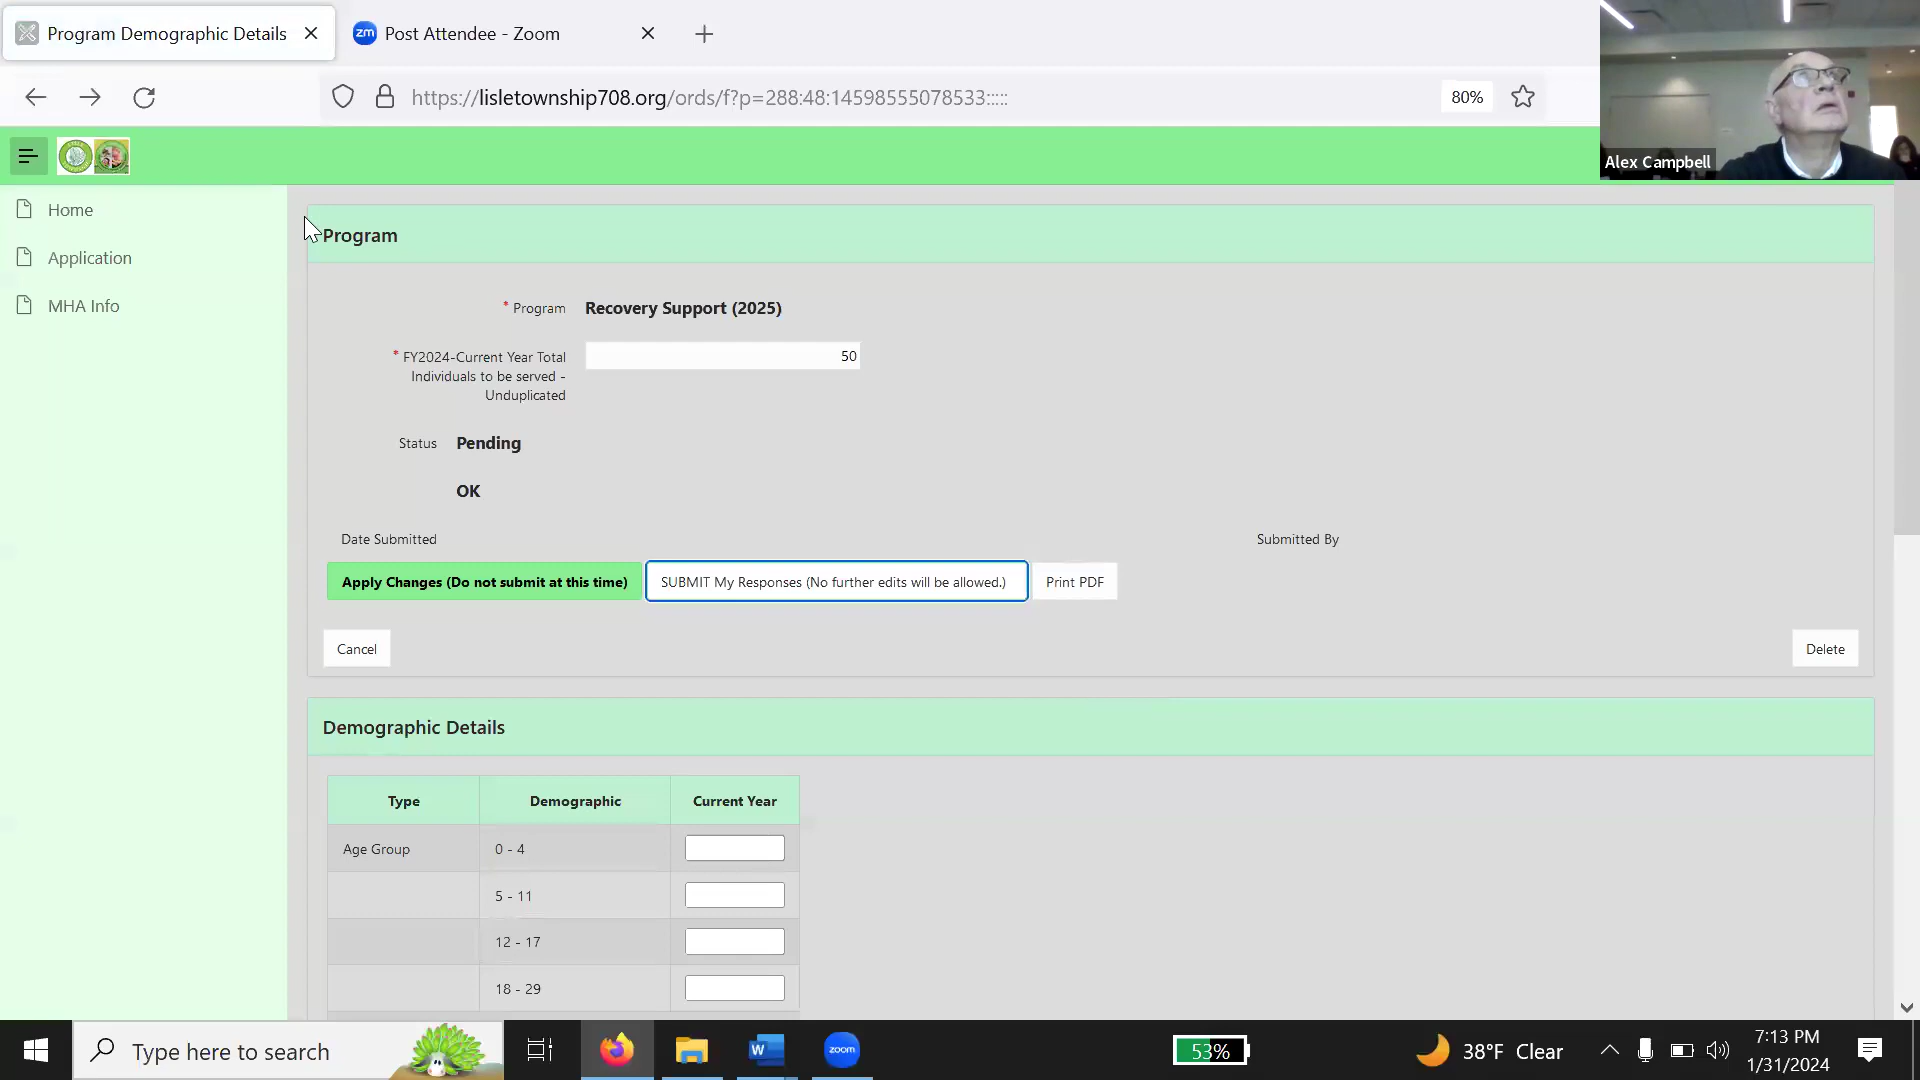 Program Demographic Details
Post Attendee - Zoom
https://lisletownship708.org/ords/f?p=288:48:14598555078533:::::
80%
Alex Campbell
Home
Application
MHA Info
Program
* Program
Recovery Support (2025)
* FY2024-Current Year Total
Individuals to be served -
Unduplicated
50
Status
Pending
OK
Date Submitted
Submitted By
Apply Changes (Do not submit at this time)
SUBMIT My Responses (No further edits will be allowed.)
Print PDF
Cancel
Delete
Demographic Details
Type
Demographic
Current Year
Age Group
0 - 4
5 - 11
12 - 17
18 - 29
Type here to search
W
zoom
53%
38°F Clear
7:13 PM
1/31/2024